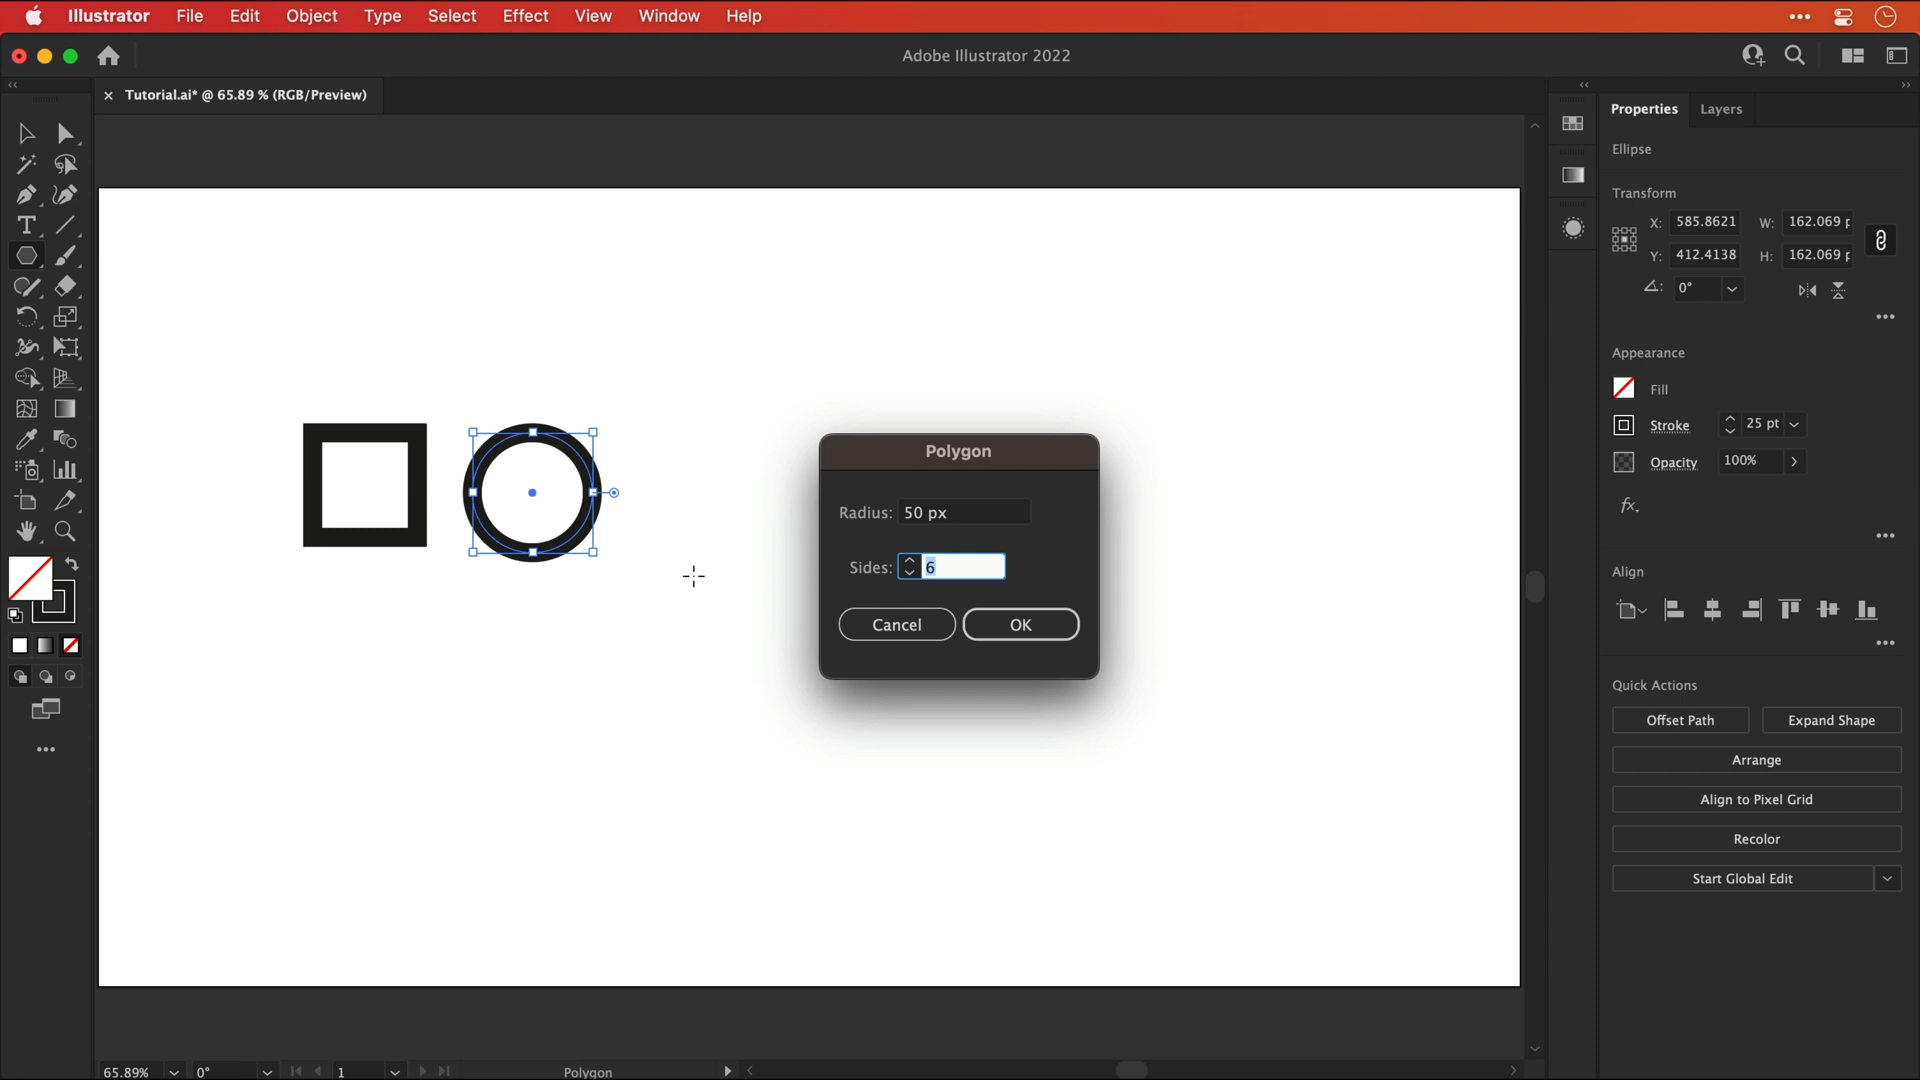 Illustrator File Edit Object Type Select Effect View Window Help
Adobe Illustrator 2022
Tutorial.ai* @ 65.89 % (RGB/Preview)
Properties Layers
Ellipse
Transform
X: 585.8621 W: 162.069 p
Y: 412.4138 H: 162.069 p
0°
Appearance
Fill
Stroke 25 pt
Opacity 100%
fx.
Align
Quick Actions
Offset Path Expand Shape
Arrange
Align to Pixel Grid
Recolor
Start Global Edit
Polygon
Radius: 50 px
Sides: 6
Cancel OK
65.89% 0° 1 Polygon